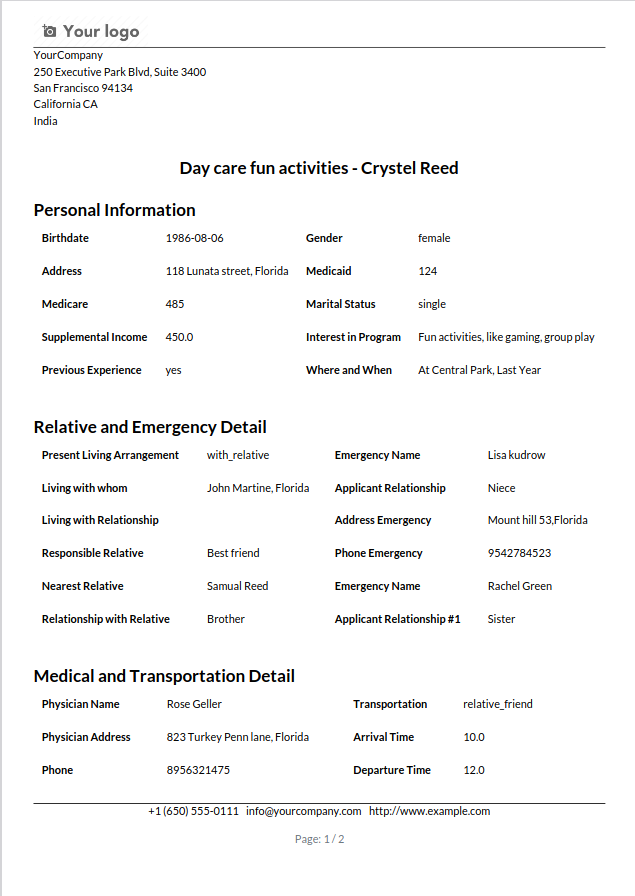 Your logo
YourCompany
250 Executive Park Blvd, Suite 3400
San Francisco 94134
California CA
India
Day care fun activities - Crystel Reed
Personal Information
Birthdate 1986-08-06 Gender female
Address 118 Lunata street, Florida Medicaid 124
Medicare 485 Marital Status single
Supplemental Income 450.0 Interest in Program Fun activities, like gaming, group play
Previous Experience yes Where and When At Central Park, Last Year
Relative and Emergency Detail
Present Living Arrangement with_relative Emergency Name Lisa kudrow
Living with whom John Martine, Florida Applicant Relationship Niece
Living with Relationship Address Emergency Mount hill 53,Florida
Responsible Relative Best friend Phone Emergency 9542784523
Nearest Relative Samual Reed Emergency Name Rachel Green
Relationship with Relative Brother Applicant Relationship #1 Sister
Medical and Transportation Detail
Physician Name Rose Geller Transportation relative_friend
Physician Address 823 Turkey Penn lane, Florida Arrival Time 10.0
Phone 8956321475 Departure Time 12.0
+1 (650) 555-0111 info@yourcompany.com http://www.example.com
Page: 1 / 2